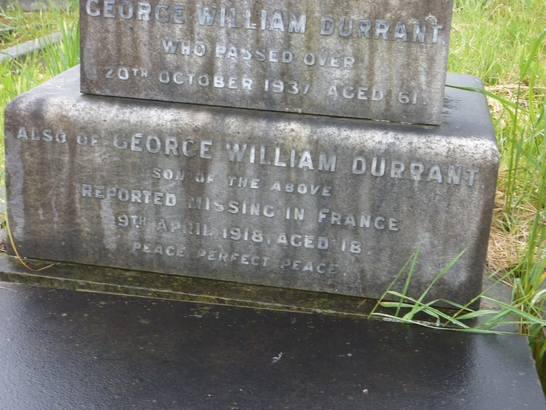 GEORGE WILLIAM DURRANT,
WHO PASSED OVER
20TH OCTOBER 1937 AGED 61.
ALSO OF GEORGE WILLIAM DURRANT
SON OF THE ABOVE
REPORTED MISSING IN FRANCE
9TH APRIL 1918, AGED 18.
PEACE PERFECT PEACE.